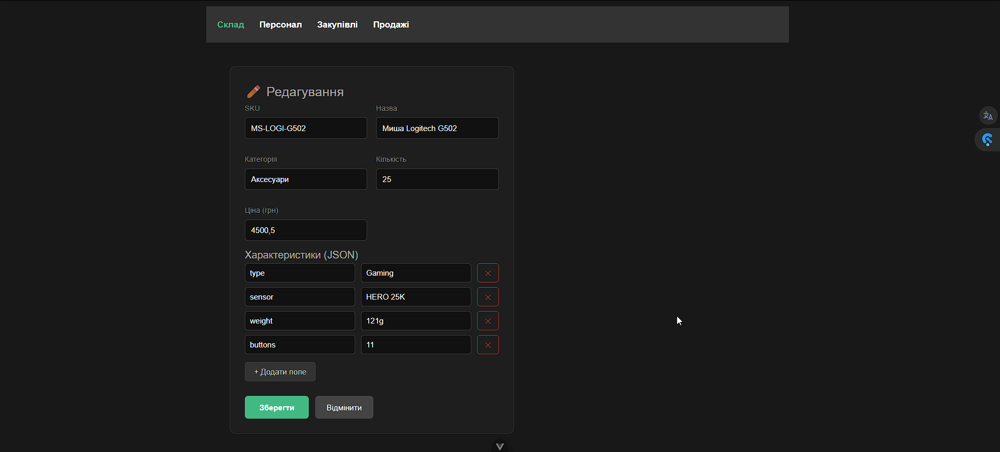 Склад Персонал Закупівлі Продажі
Редагування
SKU Назва
MS-LOGI-G502 Миша Logitech G502
Категорія Кількість
Аксесуари 25
Ціна (грн)
4500,5
Характеристики (JSON)
type Gaming
sensor HERO 25K
weight 121g
buttons 11
+ Додати поле
Зберегти Відмінити